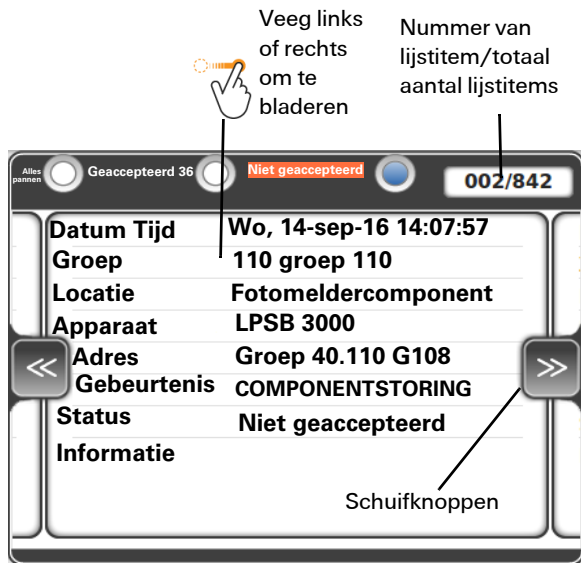 Veeg links
of rechts
om te
bladeren
Nummer van
lijstitem/totaal
aantal lijstitems
Alles
pannen
Geaccepteerd 36
Niet geaccepteerd
002/842
Datum Tijd Wo, 14-sep-16 14:07:57
Groep 110 groep 110
Locatie Fotomeldercomponent
Apparaat LPSB 3000
Adres Groep 40.110 G108
Gebeurtenis COMPONENTSTORING
Status Niet geaccepteerd
Informatie
Schuifknoppen